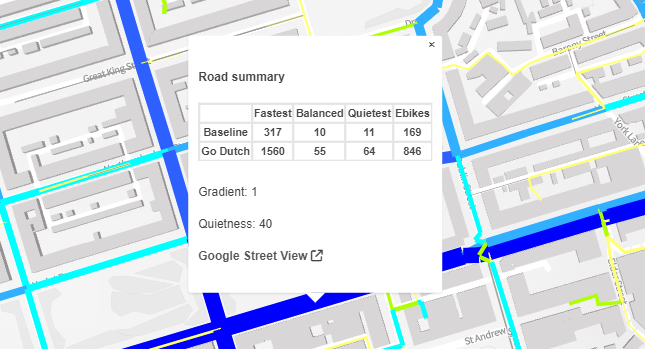 Barony Street
×
Road summary
Great King St
Fastest Balanced Quietest Ebikes
Baseline 317 10 11 169
Go Dutch 1560 55 64 846
York Lane
Gradient: 1
Quietness: 40
Google Street View
St Andrew